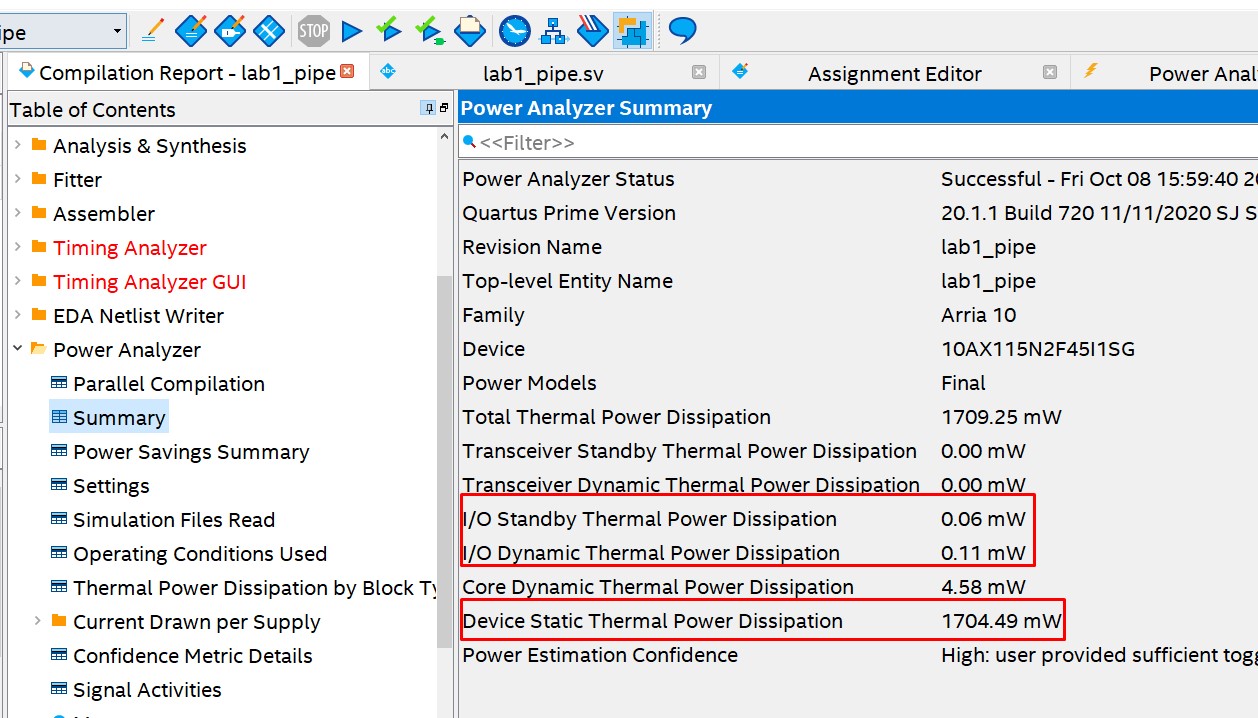 ipe
STOP
Compilation Report - lab1_pipe
abc
lab1_pipe.sv
Assignment Editor
Power Anal
Table of Contents
Analysis & Synthesis
Fitter
Assembler
Timing Analyzer
Timing Analyzer GUI
EDA Netlist Writer
Power Analyzer
Parallel Compilation
Summary
Power Savings Summary
Settings
Simulation Files Read
Operating Conditions Used
Thermal Power Dissipation by Block Ty
Current Drawn per Supply
Confidence Metric Details
Signal Activities
Power Analyzer Summary
<<Filter>>
Power Analyzer Status Successful - Fri Oct 08 15:59:40 20
Quartus Prime Version 20.1.1 Build 720 11/11/2020 SJ S
Revision Name lab1_pipe
Top-level Entity Name lab1_pipe
Family Arria 10
Device 10AX115N2F45I1SG
Power Models Final
Total Thermal Power Dissipation 1709.25 mW
Transceiver Standby Thermal Power Dissipation 0.00 mW
Transceiver Dynamic Thermal Power Dissipation 0.00 mW
I/O Standby Thermal Power Dissipation 0.06 mW
I/O Dynamic Thermal Power Dissipation 0.11 mW
Core Dynamic Thermal Power Dissipation 4.58 mW
Device Static Thermal Power Dissipation 1704.49 mW
Power Estimation Confidence High: user provided sufficient togg